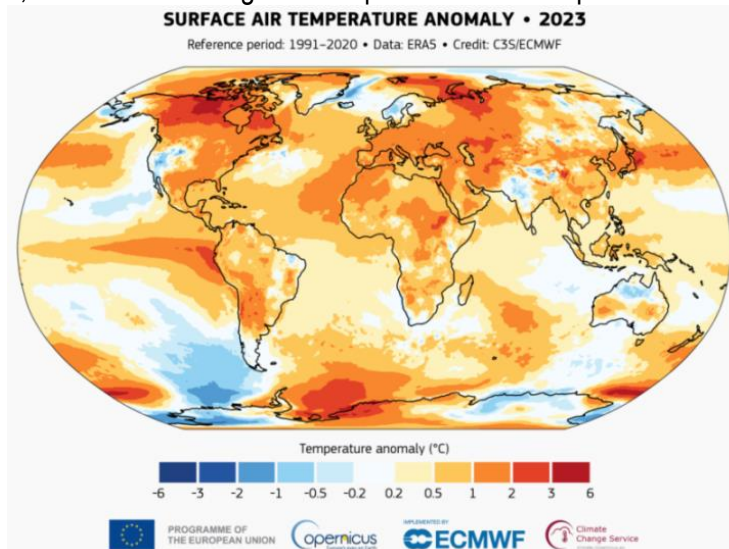 SURFACE AIR TEMPERATURE ANOMALY • 2023
Reference period: 1991–2020 • Data: ERA5 • Credit: C3S/ECMWF
Temperature anomaly (°C)
-6 -3 -2 -1 -0.5 -0.2 0.2 0.5 1 2 3 6
PROGRAMME OF
THE EUROPEAN UNION
opernicus
IMPLEMENTED BY
ECMWF
Climate
Change Service